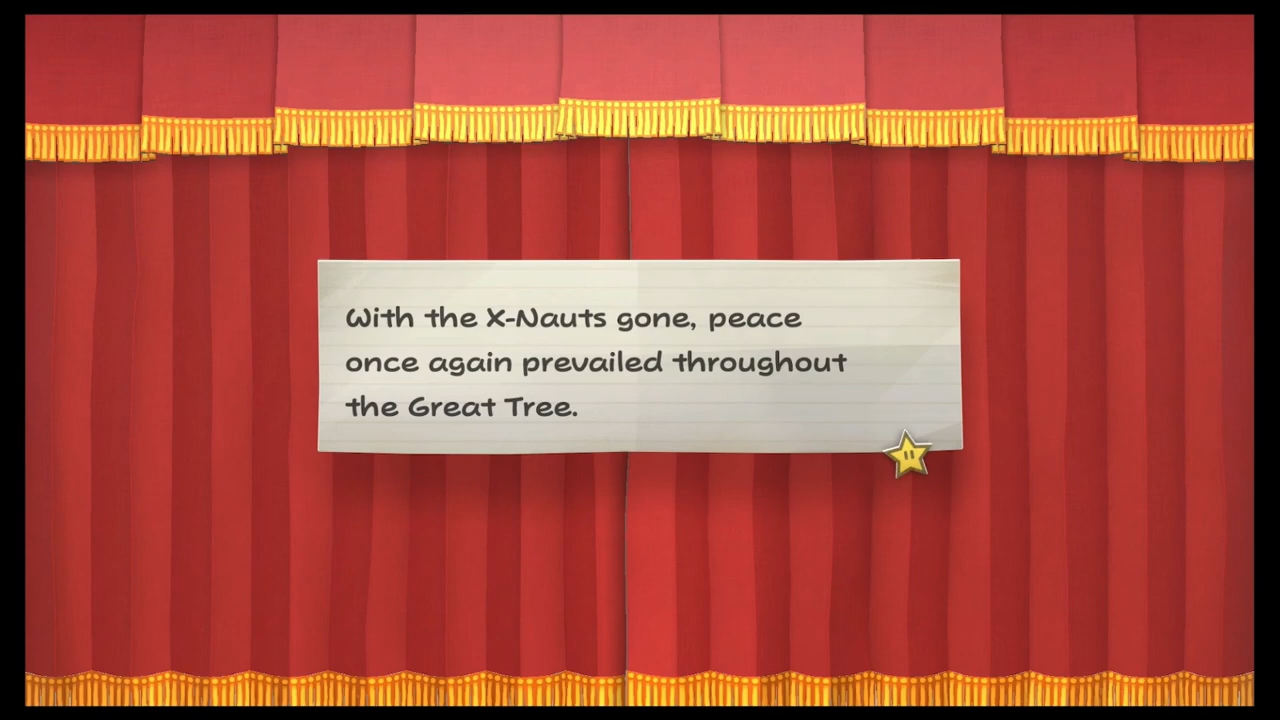 With the X-Nauts gone, peace
once again prevailed throughout
the Great Tree.